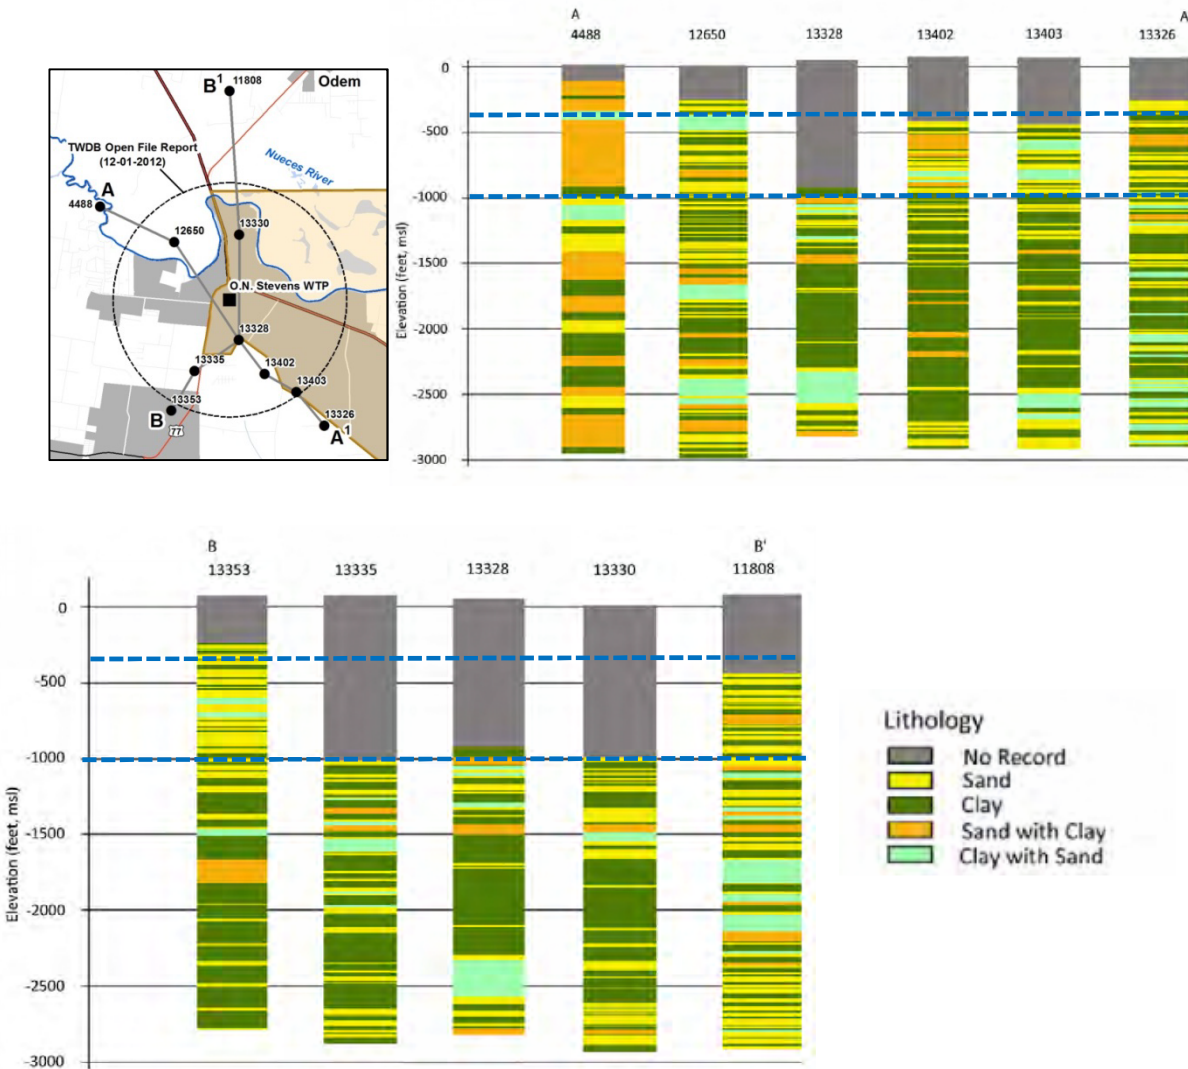 B1 11808
Odem
TWDB Open File Report
(12-01-2012)
Nueces River
A
4488
12650
13330
O.N. Stevens WTP
13328
13335
13402
13403
13353
B
77
13326
A1
A
A
4488 12650 13328 13402 13403 13326
Elevation (feet, msl)
0
-500
-1000
-1500
-2000
-2500
-3000
B
B'
13353 13335 13328 13330 11808
Elevation (feet, msl)
0
-500
-1000
-1500
-2000
-2500
-3000
Lithology
No Record
Sand
Clay
Sand with Clay
Clay with Sand